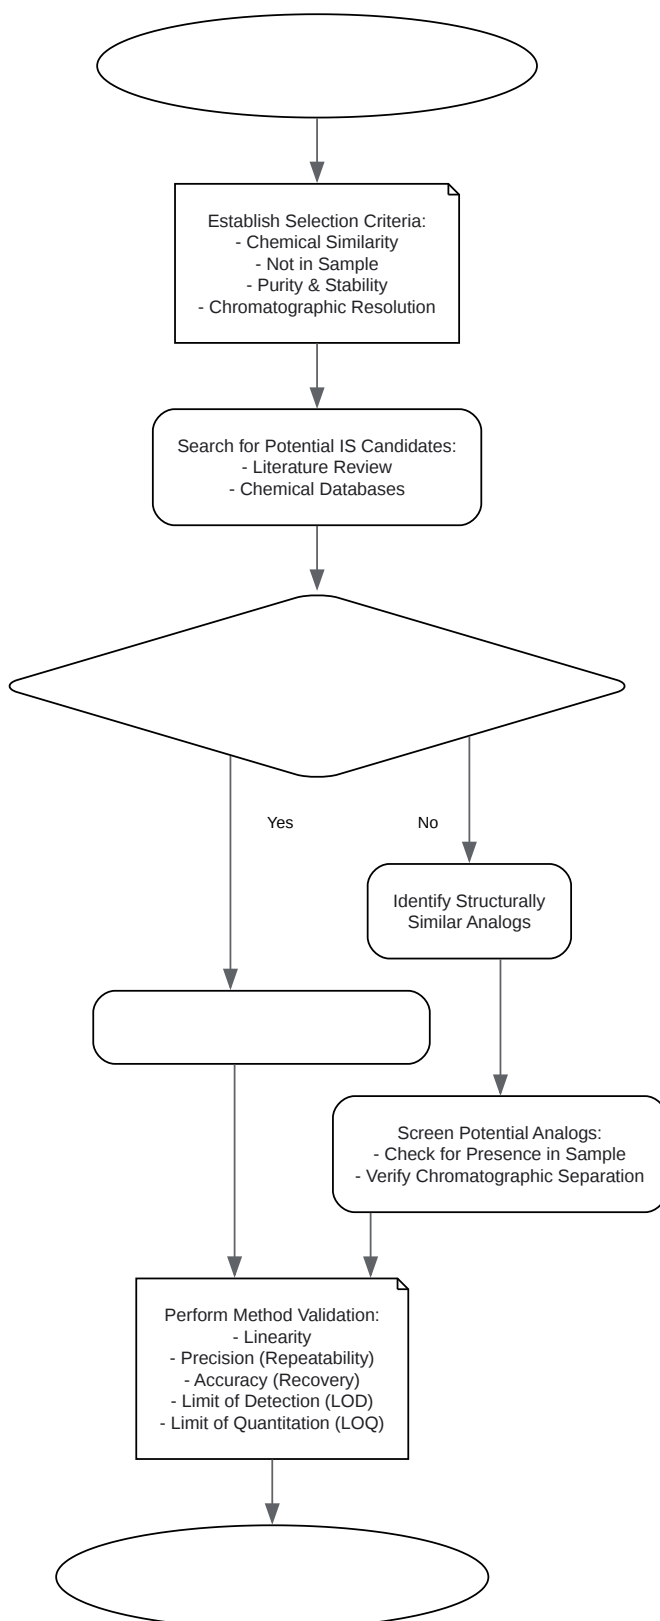 Establish Selection Criteria:
- Chemical Similarity
- Not in Sample
- Purity & Stability
- Chromatographic Resolution
Search for Potential IS Candidates:
- Literature Review
- Chemical Databases
Yes
No
Identify Structurally
Similar Analogs
Screen Potential Analogs:
- Check for Presence in Sample
- Verify Chromatographic Separation
Perform Method Validation:
- Linearity
- Precision (Repeatability)
- Accuracy (Recovery)
- Limit of Detection (LOD)
- Limit of Quantitation (LOQ)